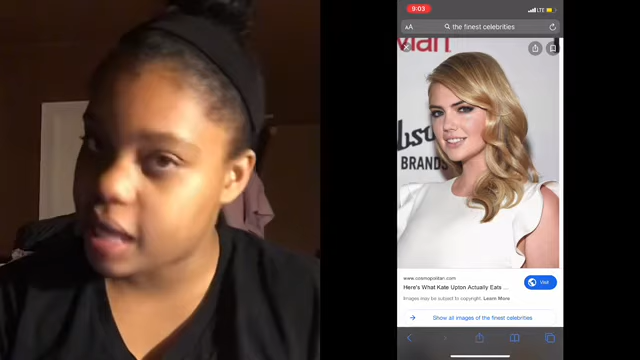 9:03
LTE
AA
the finest celebrities
BRANDS
www.cosmopolitan.com
Here's What Kate Upton Actually Eats ...
Visit
Images may be subject to copyright. Learn More
Show all images of the finest celebrities